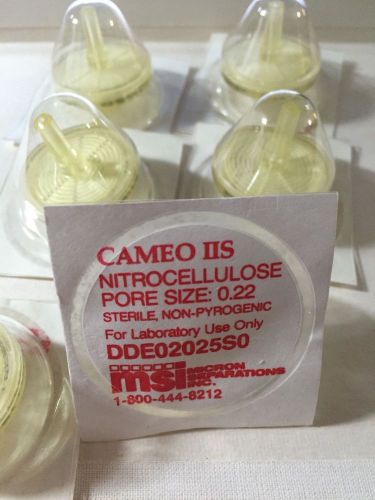 CAMEO IIS
NITROCELLULOSE
PORE SIZE: 0.22
STERILE, NON-PYROGENIC
For Laboratory Use Only
DDE02025S0
msi MICRON
SEPARATIONS
INC.
1-800-444-8212